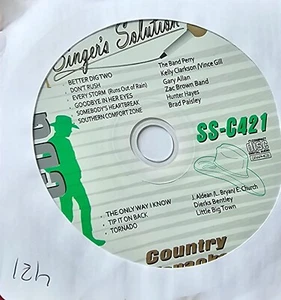 Singer's Solution
BETTER DIG TWO The Band Perry
DON'T RUSH Kelly Clarkson /Vince Gill
EVERY STORM (Runs Out of Rain) Gary Allan
GOODBYE IN HER EYES Zac Brown Band
SOMEBODY'S HEARTBREAK Hunter Hayes
SOUTHERN COMFORT ZONE Brad Paisley
SS-C421
CDG
• THE ONLY WAY I KNOW J. Aldean /L. Bryan/ E. Church
• TIP IT ON BACK Dierks Bentley
• TORNADO Little Big Town
Country
421